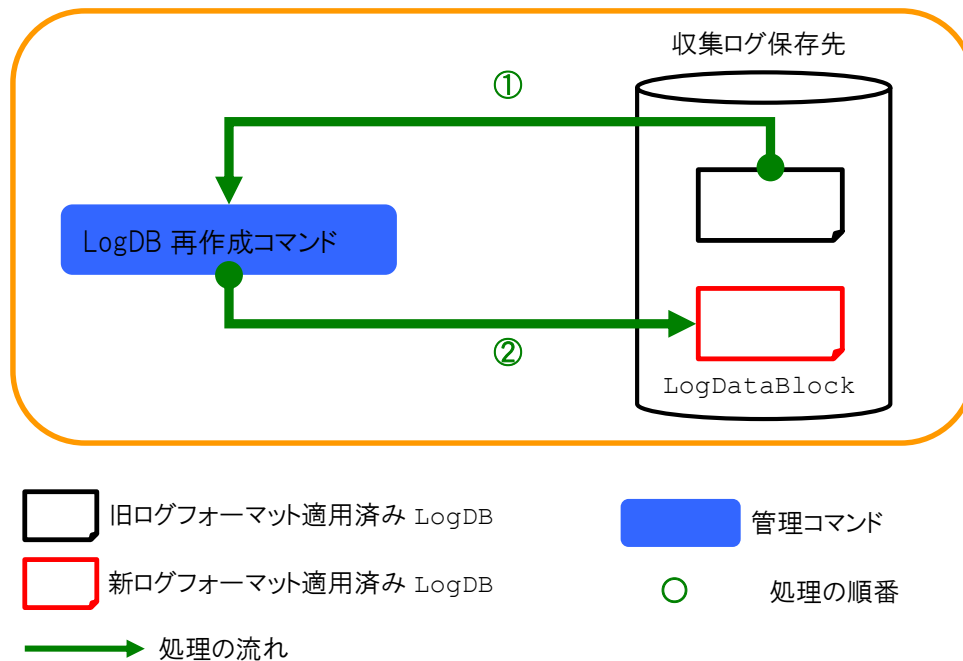 収集ログ保存先
①
LogDB 再作成コマンド
②
LogDataBlock
旧ログフォーマット適用済み LogDB
管理コマンド
新ログフォーマット適用済み LogDB
処理の順番
処理の流れ